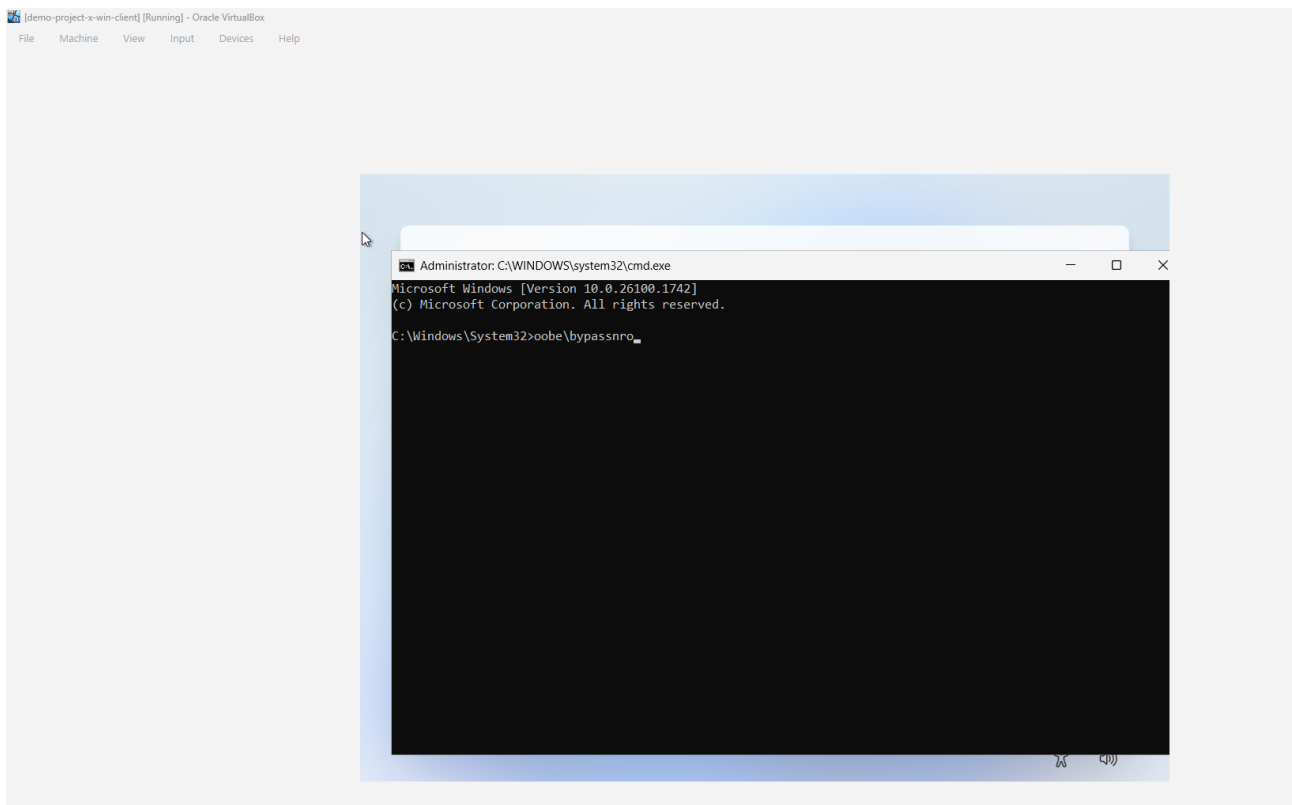 [demo-project-x-win-client] [Running] - Oracle VirtualBox
File Machine View Input Devices Help
Administrator: C:\WINDOWS\system32\cmd.exe
Microsoft Windows [Version 10.0.26100.1742]
(c) Microsoft Corporation. All rights reserved.
C:\Windows\System32>oobe\bypassnro